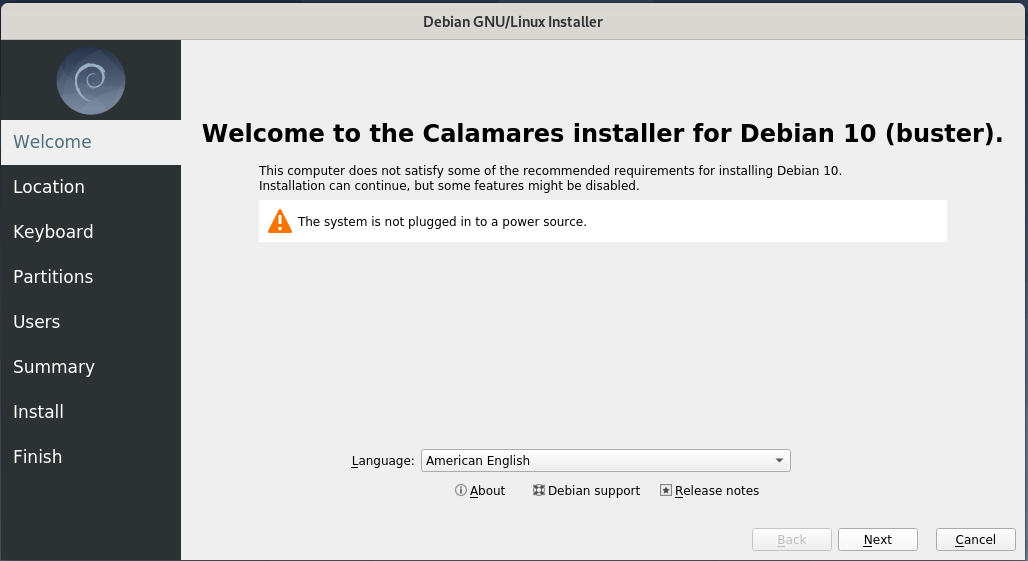 Debian GNU/Linux Installer
Welcome
Location
Keyboard
Partitions
Users
Summary
Install
Finish
Welcome to the Calamares installer for Debian 10 (buster).
This computer does not satisfy some of the recommended requirements for installing Debian 10.
Installation can continue, but some features might be disabled.
The system is not plugged in to a power source.
Language: American English
About Debian support Release notes
Back Next Cancel